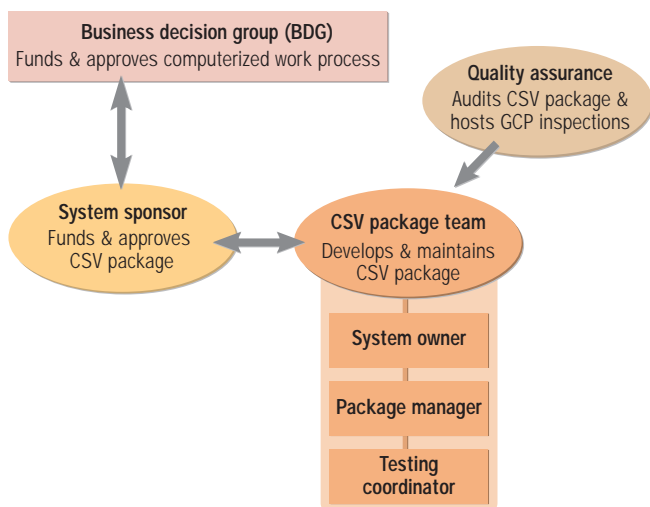 Business decision group (BDG)
Funds & approves computerized work process
Quality assurance
Audits CSV package &
hosts GCP inspections
System sponsor
Funds & approves
CSV package
CSV package team
Develops & maintains
CSV package
System owner
Package manager
Testing
coordinator